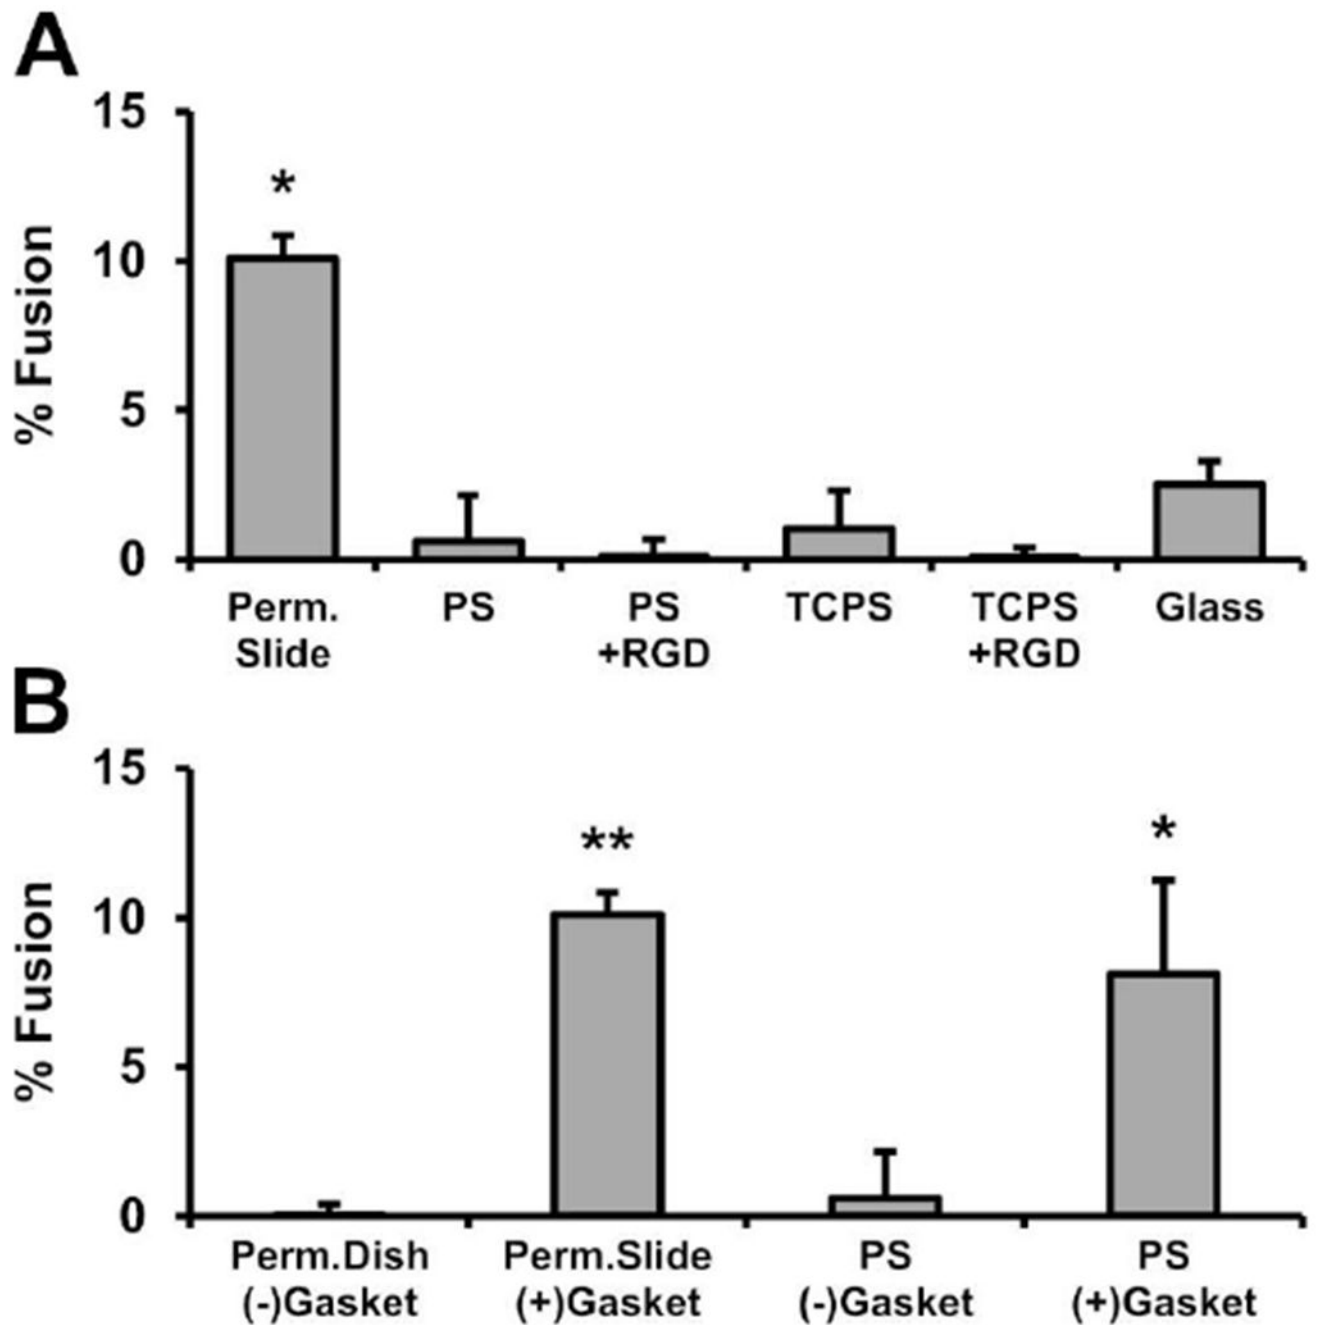 A
15
10
5
0
% Fusion
*
Perm. PS PS TCPS TCPS Glass
Slide +RGD +RGD
B
15
10
5
0
% Fusion
** *
Perm.Dish Perm.Slide PS PS
(-)Gasket (+)Gasket (-)Gasket (+)Gasket